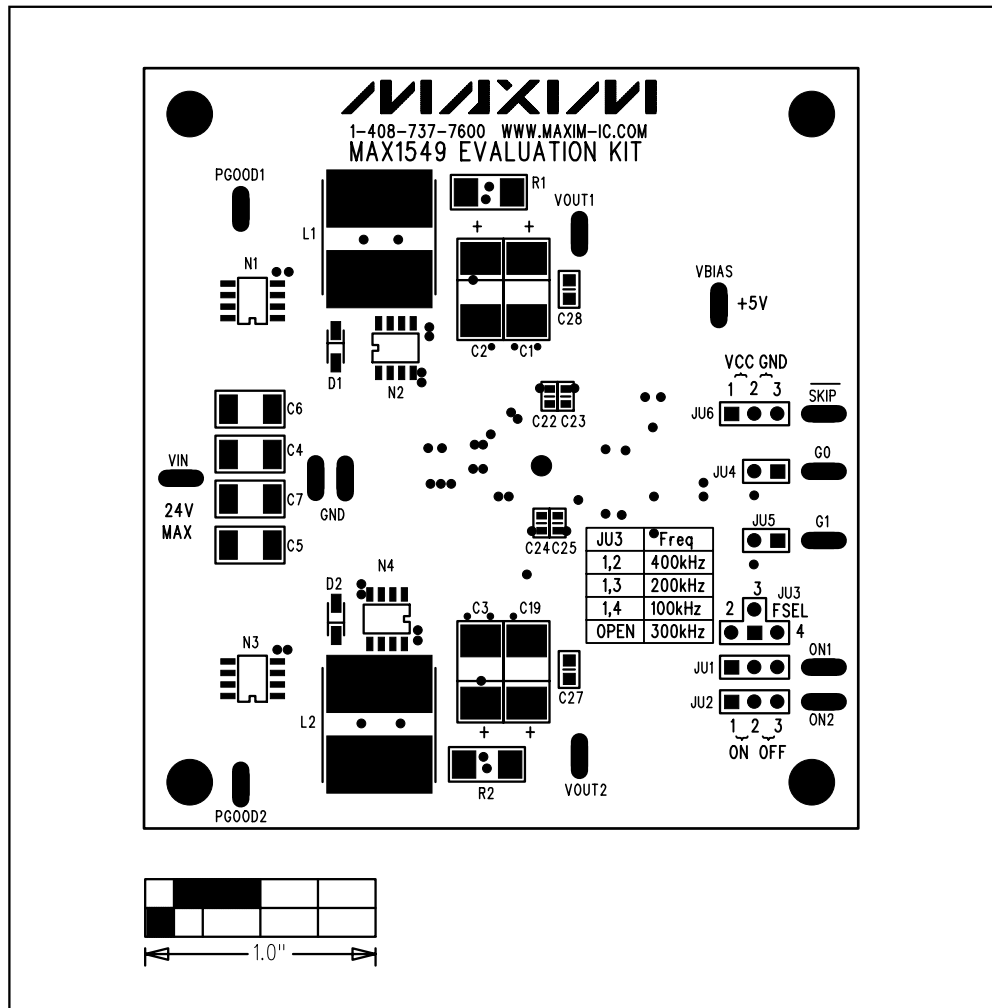 MAXIM
1-408-737-7600 WWW.MAXIM-IC.COM
MAX1549 EVALUATION KIT
PGOOD1
R1
VOUT1
L1
+ +
N1
VBIAS
+5V
C28
C2 C1
D1
N2
VCC GND
1 2 3
JU6
SKIP
C6
C22 C23
C4
VIN
24V
MAX
GND
JU4
G0
C7
C5
JU5
G1
C24 C25
JU3 Freq
1,2 400kHz
1,3 200kHz
1,4 100kHz
OPEN 300kHz
D2
N4
C3 C19
3
JU3
2
FSEL
4
N3
JU1
ON1
C27
L2
JU2
ON2
1 2 3
ON OFF
+ +
R2
VOUT2
PGOOD2
1.0"